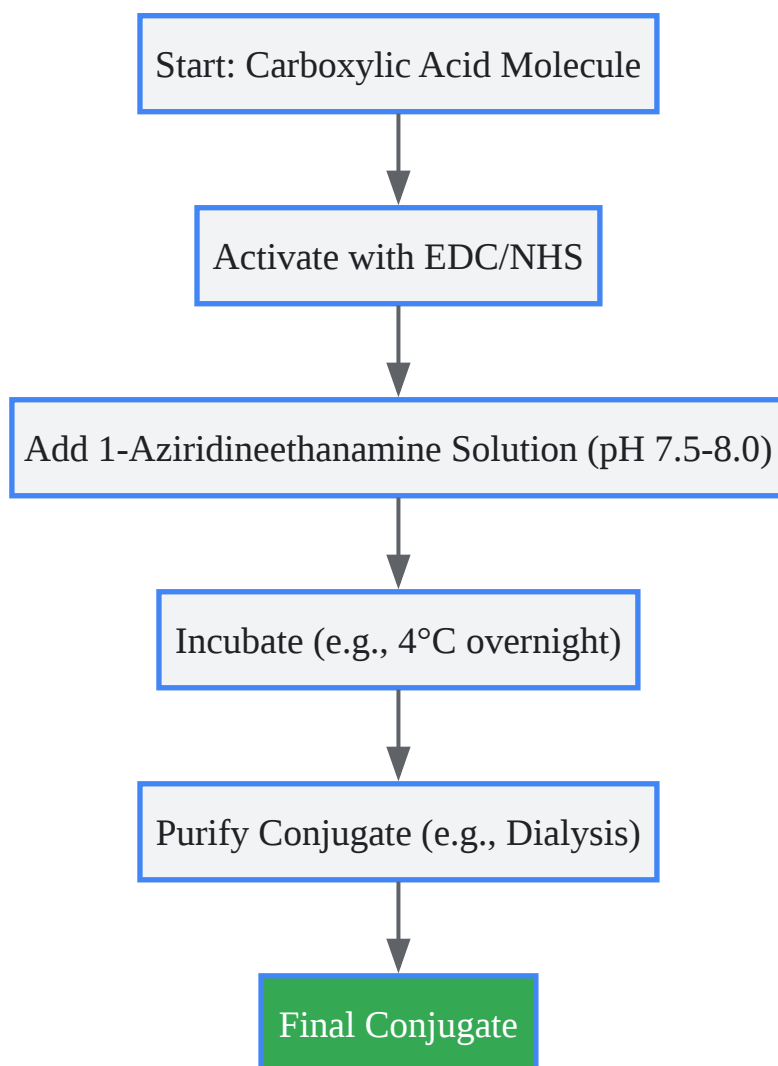 Start: Carboxylic Acid Molecule
Activate with EDC/NHS
Add 1-Aziridineethanamine Solution (pH 7.5-8.0)
Incubate (e.g., 4°C overnight)
Purify Conjugate (e.g., Dialysis)
Final Conjugate